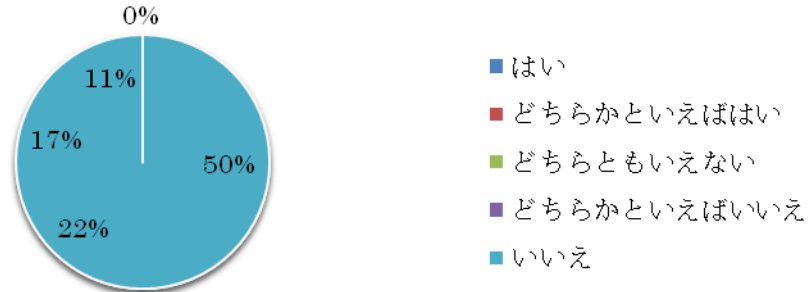 0%
11%
17%
50%
22%
はい
どちらかといえばはい
どちらともいえない
どちらかといえばいいえ
いいえ